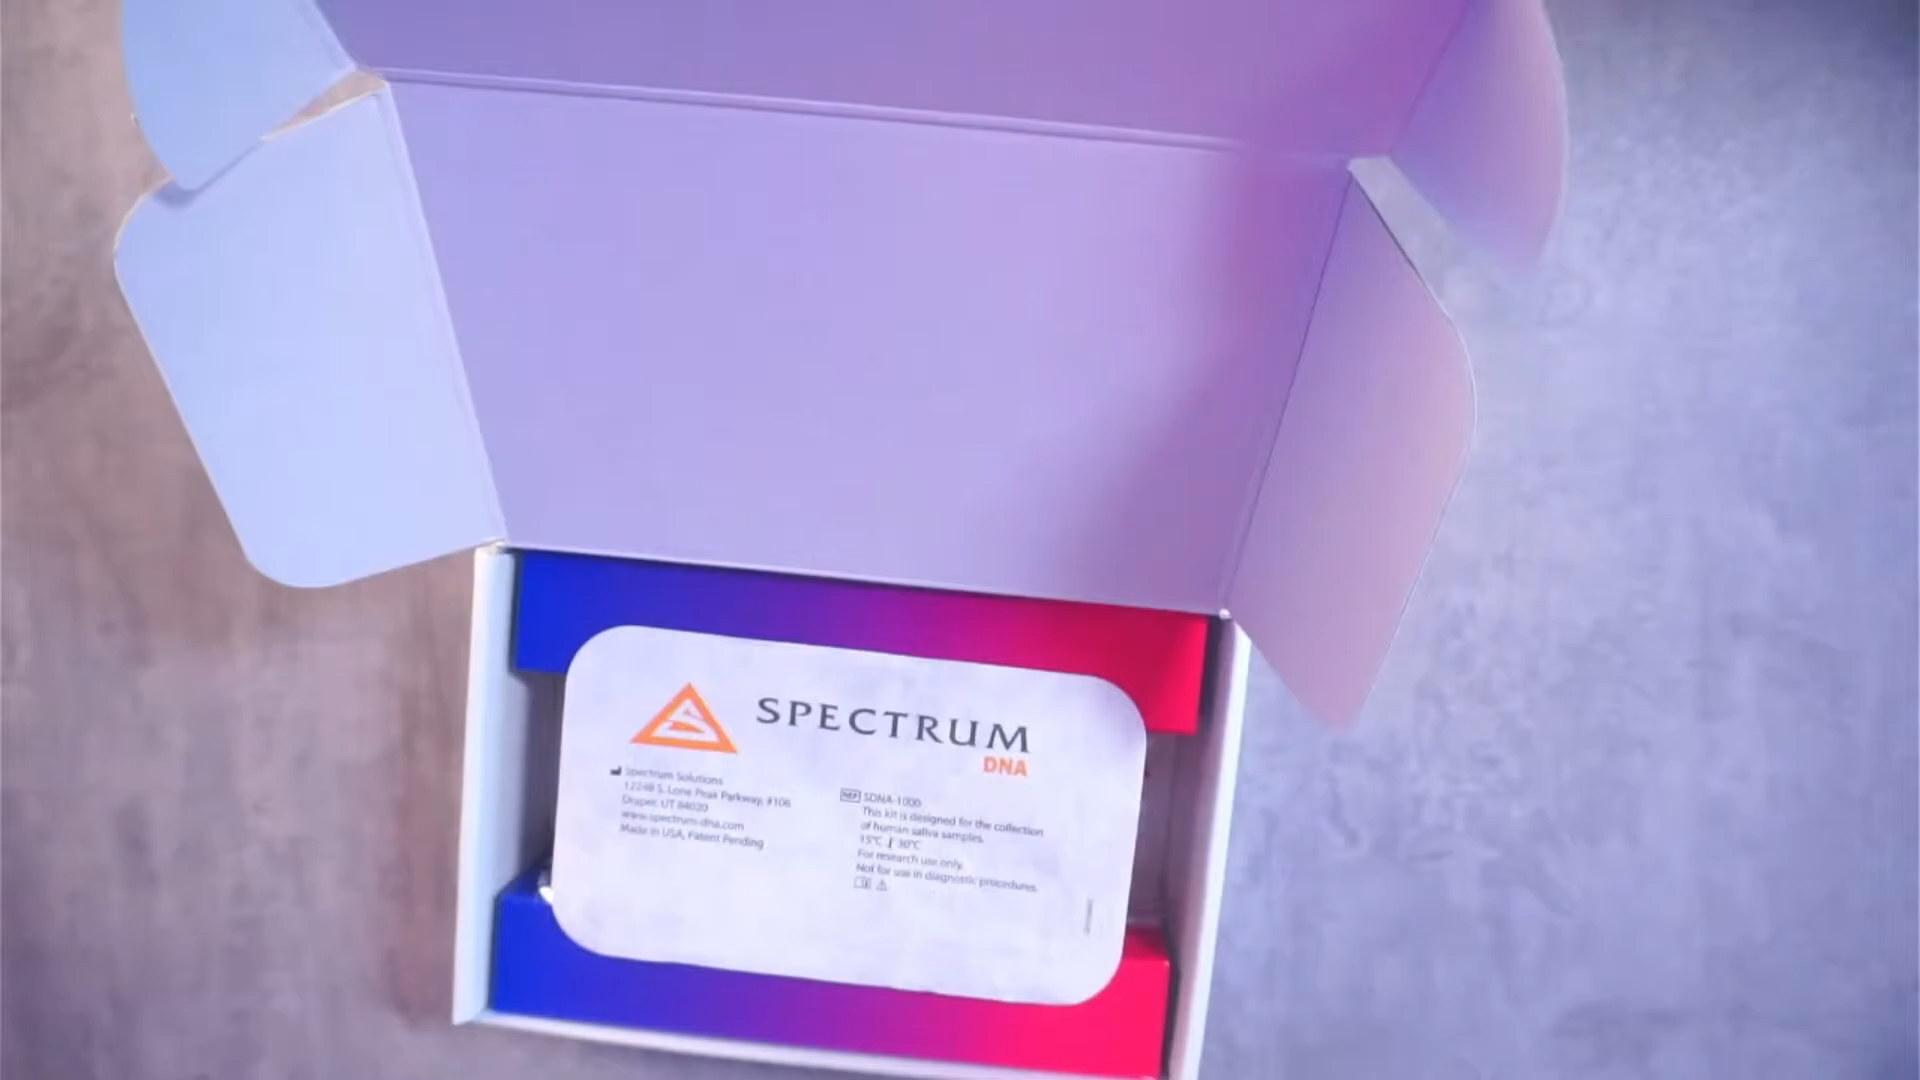 SPECTRUM
DNA
Spectrum Solutions
12248 S. Lone Peak Parkway, #106
Draper, UT 84020
www.spectrum-dna.com
Made in USA, Patent Pending
REF SDNA-1000
This kit is designed for the collection
of human saliva samples.
15°C 30°C
For research use only.
Not for use in diagnostic procedures.